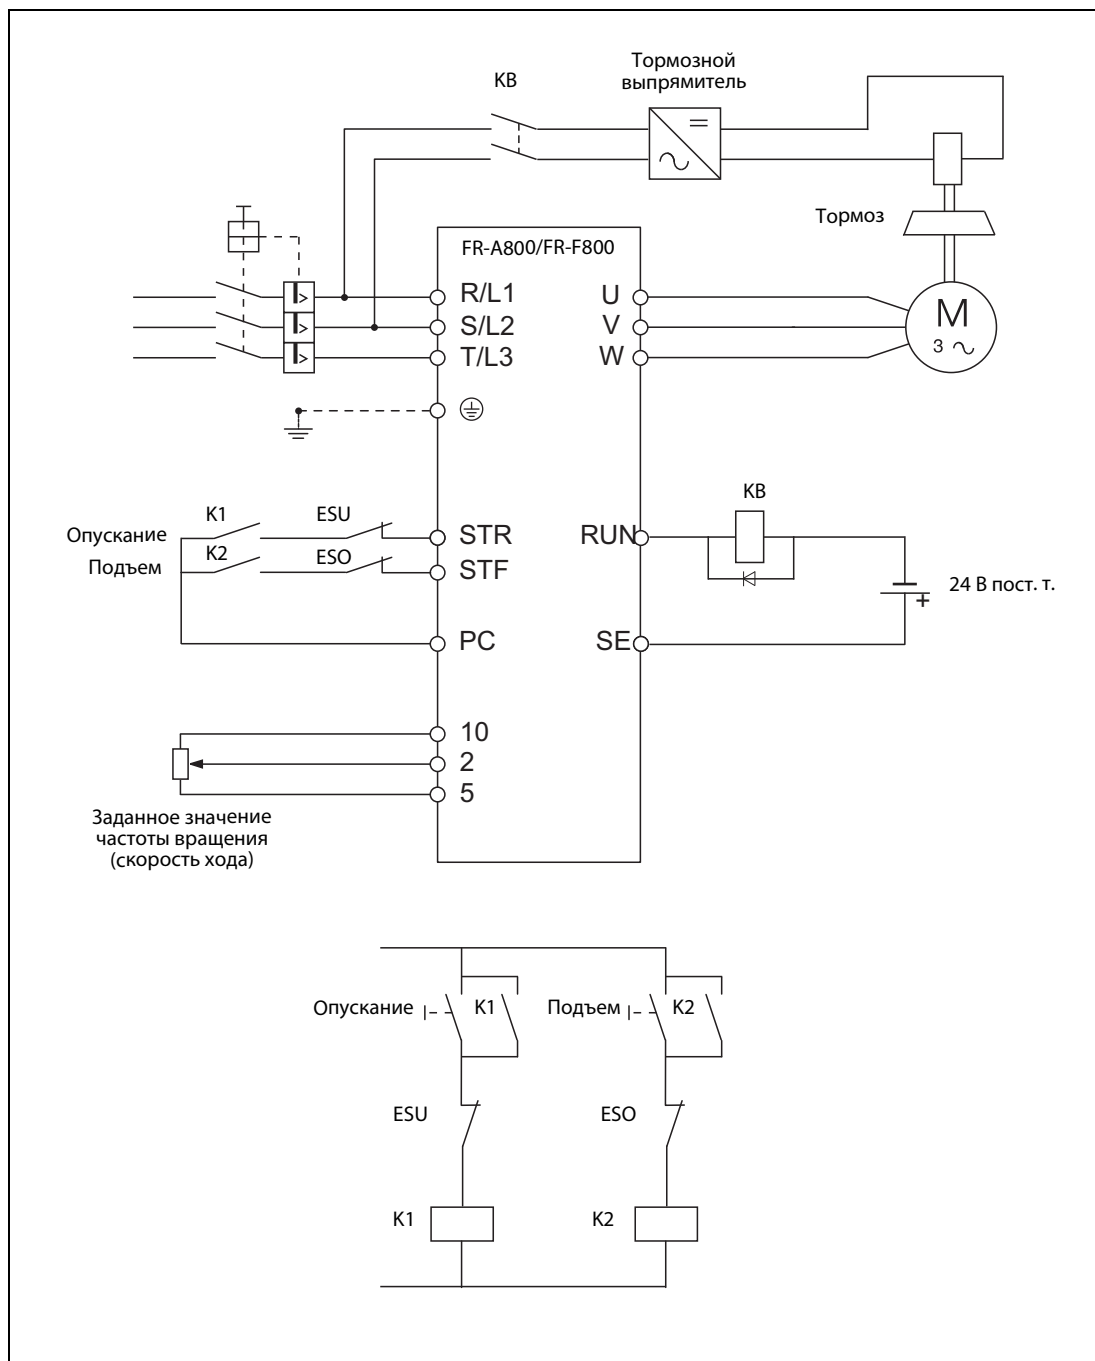 Тормозной
выпрямитель
KB
Тормоз
FR-A800/FR-F800
R/L1
U
S/L2
V
T/L3
W
M
3
K1
ESU
STR
Опускание
K2
ESO
STF
Подъем
PC
RUN
KB
24 В пост. т.
+
SE
10
2
5
Заданное значение
частоты вращения
(скорость хода)
Опускание
K1
Подъем
K2
ESU
ESO
K1
K2